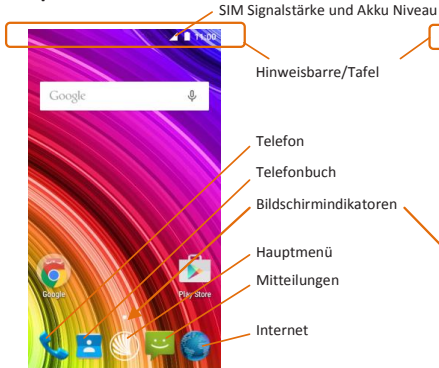 SIM Signalstärke und Akku Niveau
11:00
Hinweisbarre/Tafel
Google
Telefon
Telefonbuch
Bildschirmindikatoren
Hauptmenü
Mitteilungen
Google
Play Store
Internet